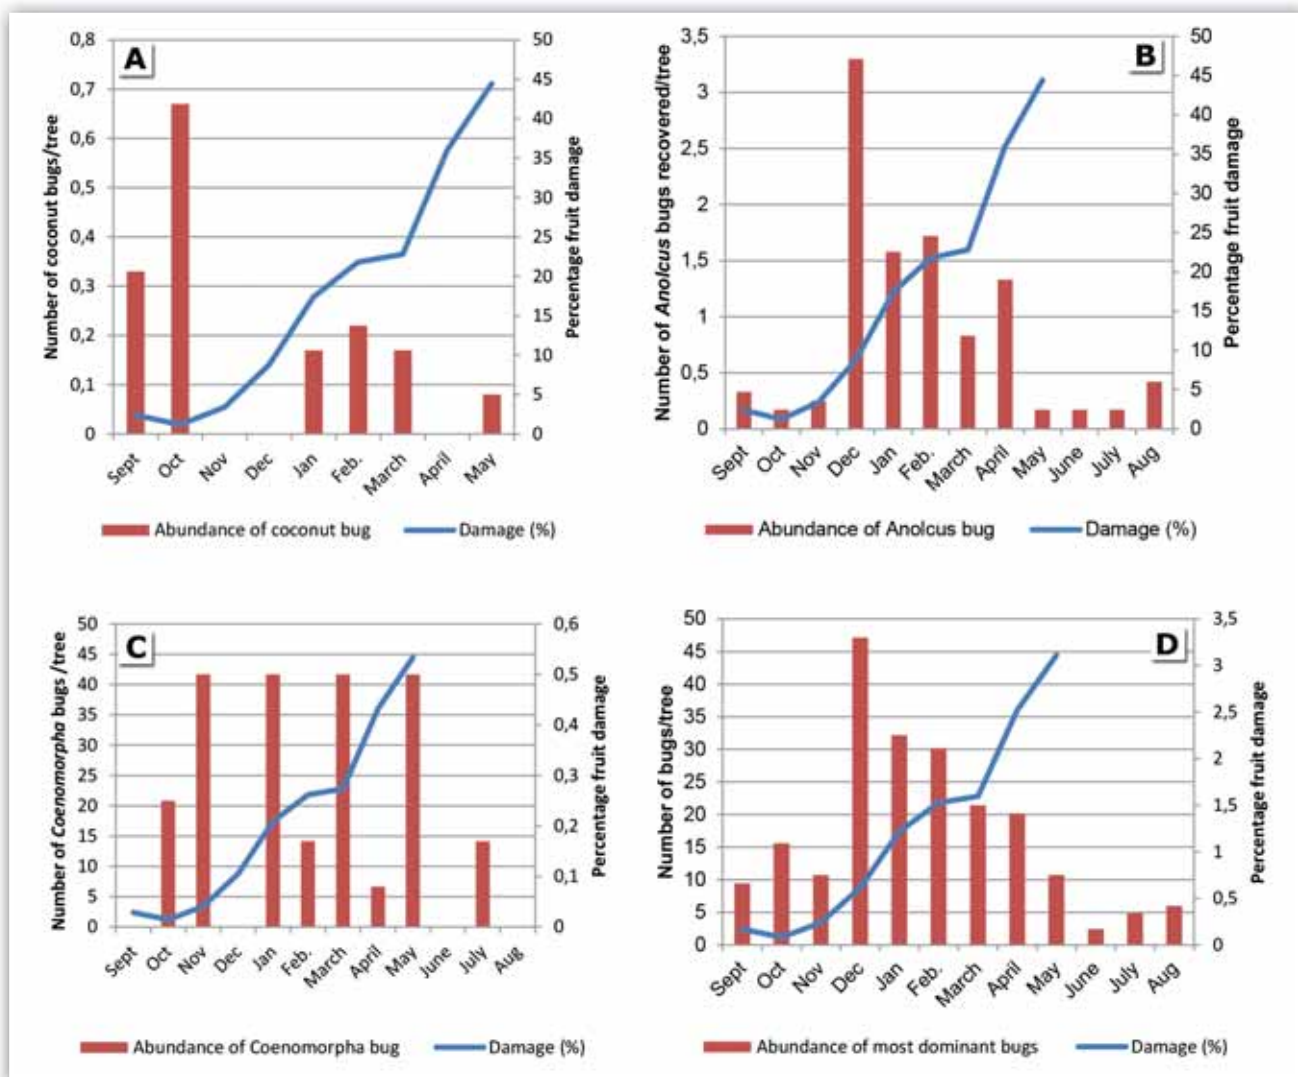 A
Number of coconut bugs/tree
0,8
0,7
0,6
0,5
0,4
0,3
0,2
0,1
0
50
45
40
35
30
25
20
15
10
5
0
Percentage fruit damage
Sept
Oct
Nov
Dec
Jan
Feb.
March
April
May
Abundance of coconut bug
Damage (%)
B
Number of Anolcus bugs recovered/tree
3,5
3
2,5
2
1,5
1
0,5
0
50
45
40
35
30
25
20
15
10
5
0
Percentage fruit damage
Sept
Oct
Nov
Dec
Jan
Feb.
March
April
May
June
July
Aug
Abundance of Anolcus bug
Damage (%)
C
Number of Coenomorpha bugs /tree
50
45
40
35
30
25
20
15
10
5
0
0,6
0,5
0,4
0,3
0,2
0,1
0
Percentage fruit damage
Sept
Oct
Nov
Dec
Jan
Feb.
March
April
May
June
July
Aug
Abundance of Coenomorpha bug
Damage (%)
D
Number of bugs/tree
50
45
40
35
30
25
20
15
10
5
0
3,5
3
2,5
2
1,5
1
0,5
0
Percentage fruit damage
Sept
Oct
Nov
Dec
Jan
Feb.
March
April
May
June
July
Aug
Abundance of most dominant bugs
Damage (%)